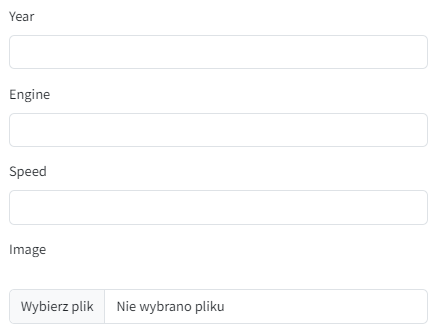 Year
Engine
Speed
Image
Wybierz plik Nie wybrano pliku